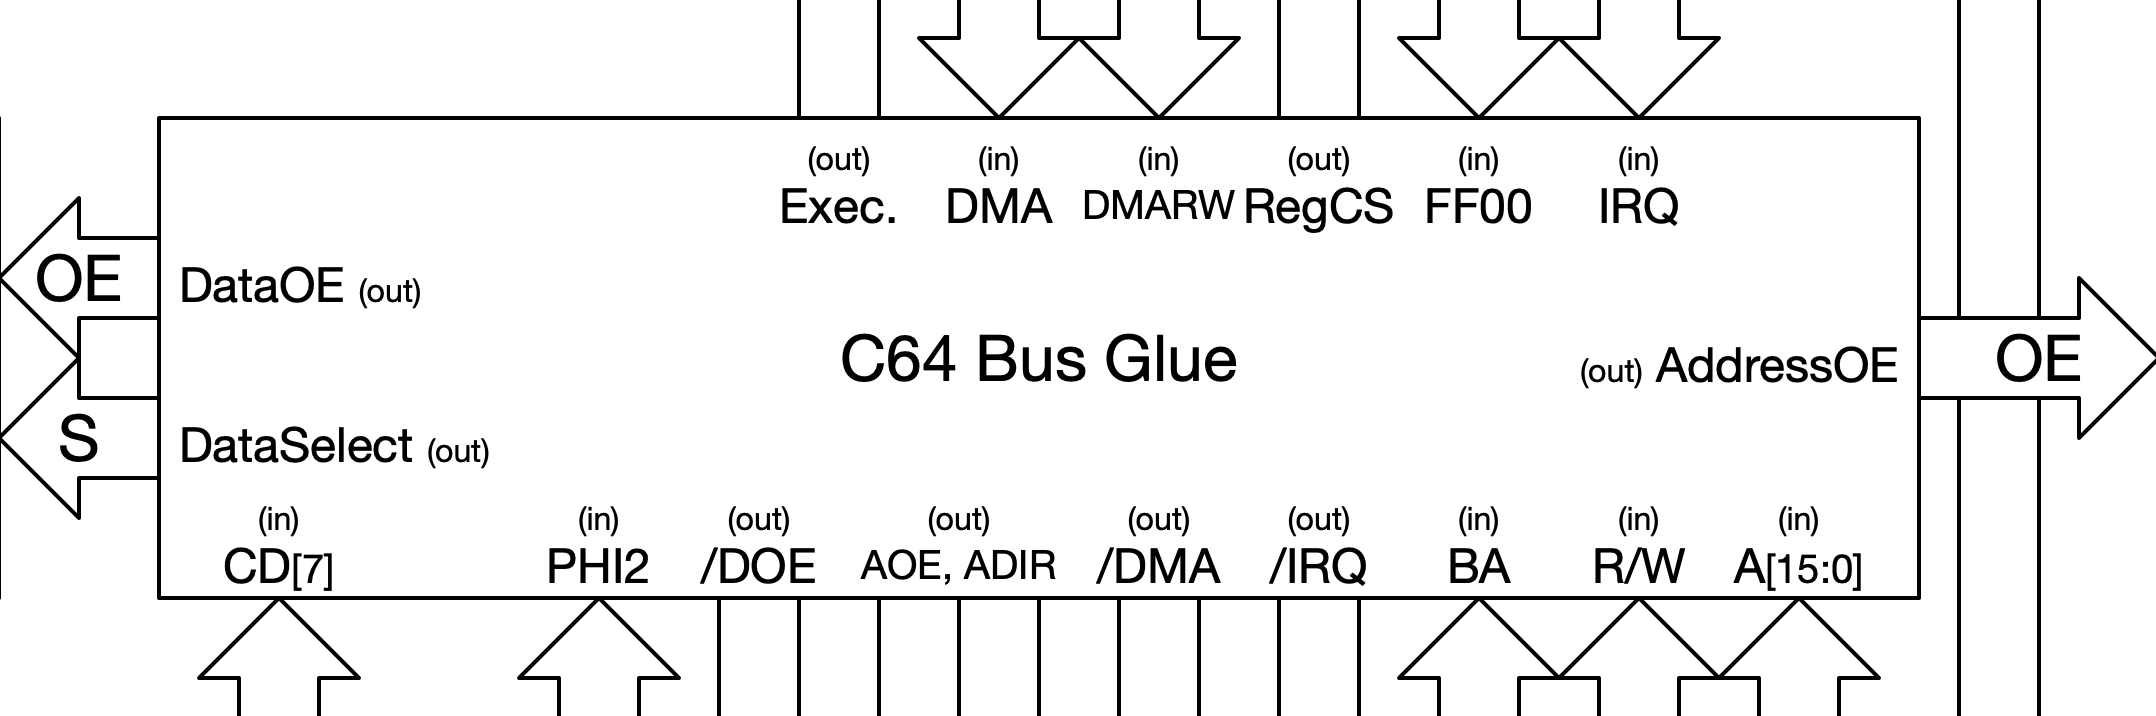 (out) (in) (in) (out) (in) (in)
Exec. DMA DMARW RegCS FF00 IRQ
OE DataOE (out)
C64 Bus Glue
(out) AddressOE OE
S DataSelect (out)
(in) (in) (out) (out) (out) (out) (in) (in) (in)
CD[7] PHI2 /DOE AOE, ADIR /DMA /IRQ BA R/W A[15:0]